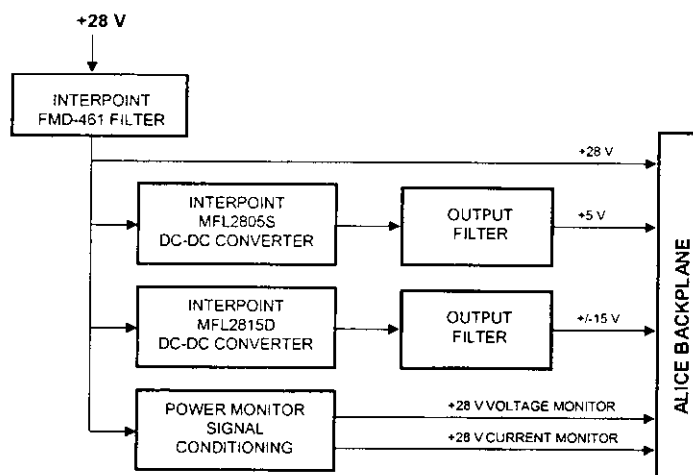 +28 V
INTERPOINT
FMD-461 FILTER
+28 V
INTERPOINT
MFL2805S
DC-DC CONVERTER
OUTPUT
FILTER
+5 V
INTERPOINT
MFL2815D
DC-DC CONVERTER
OUTPUT
FILTER
+/-15 V
POWER MONITOR
SIGNAL
CONDITIONING
+28 V VOLTAGE MONITOR
+28 V CURRENT MONITOR
ALICE BACKPLANE